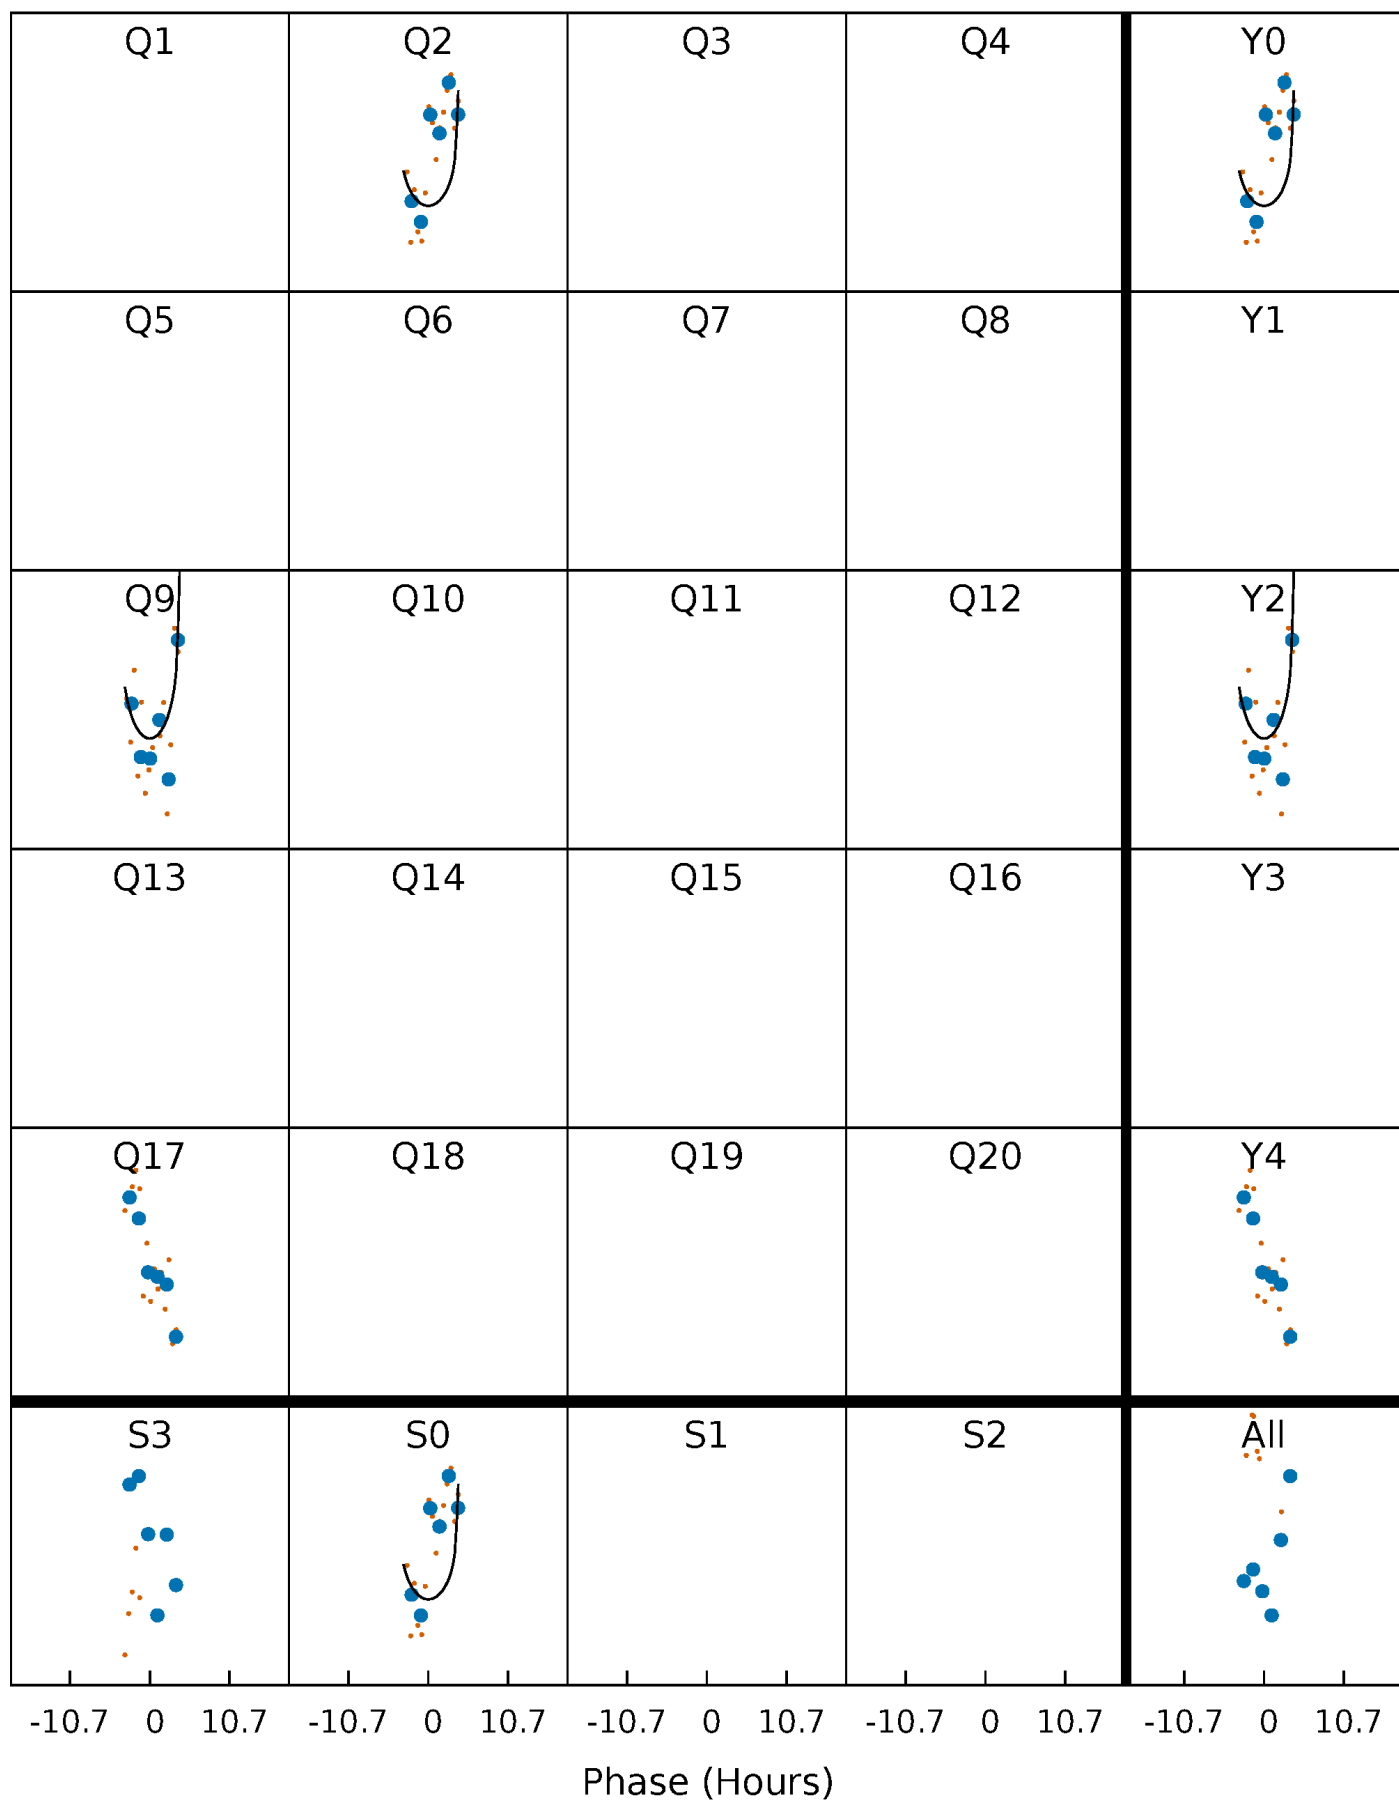 Q1 Q2 Q3 Q4 Y0
Q5 Q6 Q7 Q8 Y1
Q9 Q10 Q11 Q12 Y2
Q13 Q14 Q15 Q16 Y3
Q17 Q18 Q19 Q20 Y4
S3 S0 S1 S2 All
-10.7 0 10.7 -10.7 0 10.7 -10.7 0 10.7 -10.7 0 10.7 -10.7 0 10.7
Phase (Hours)